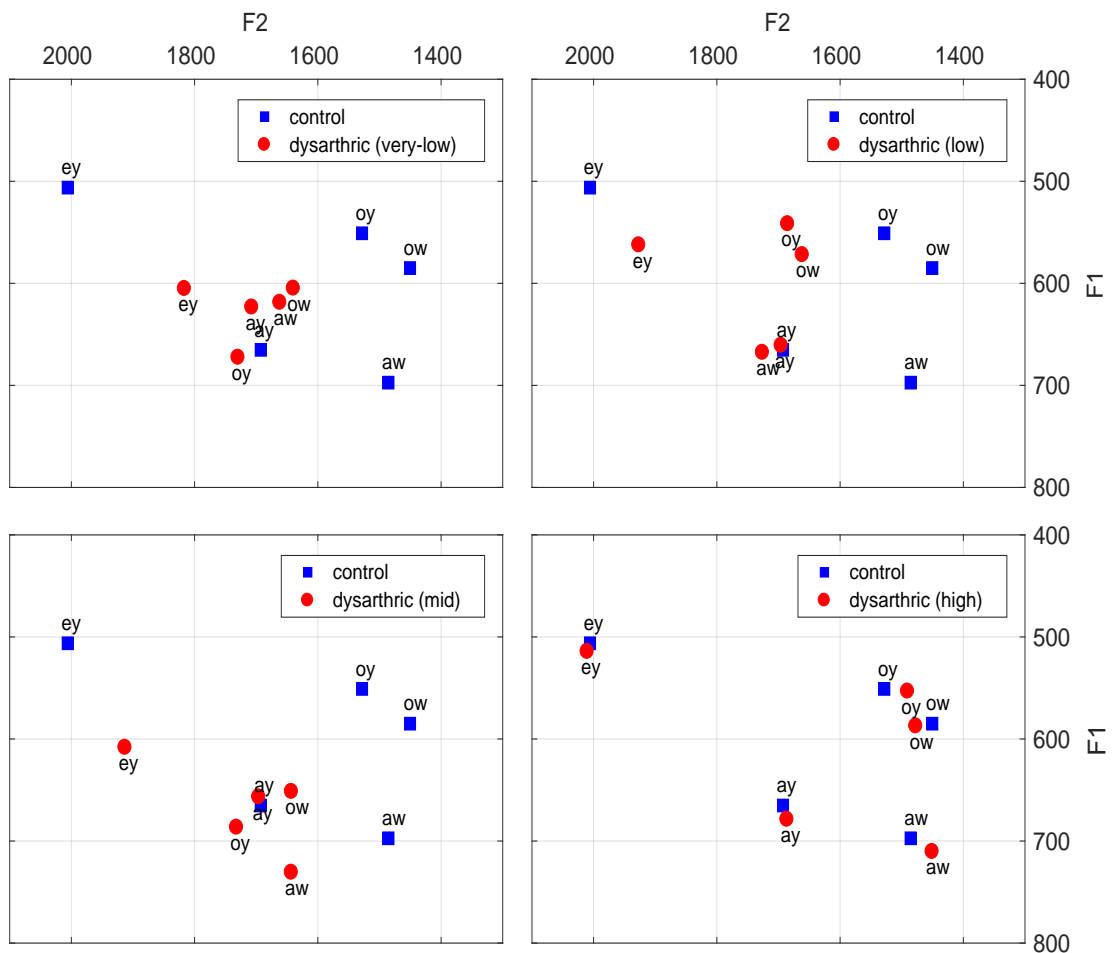 F2 F2
2000 1800 1600 1400 2000 1800 1600 1400
400
control
dysarthric (very-low)
ey
oy
ow
500
ey
ay
aw
ow
ay
oy
aw
600
F1
700
800
control
dysarthric (low)
ey
oy
ow
oy
ow
ey
ay
aw
ay
aw
control
dysarthric (mid)
ey
oy
ow
ey
ay
ow
ay
oy
aw
aw
400
control
dysarthric (high)
ey
ey
oy
ow
oy
ow
ay
ay
aw
aw
500
600
F1
700
800